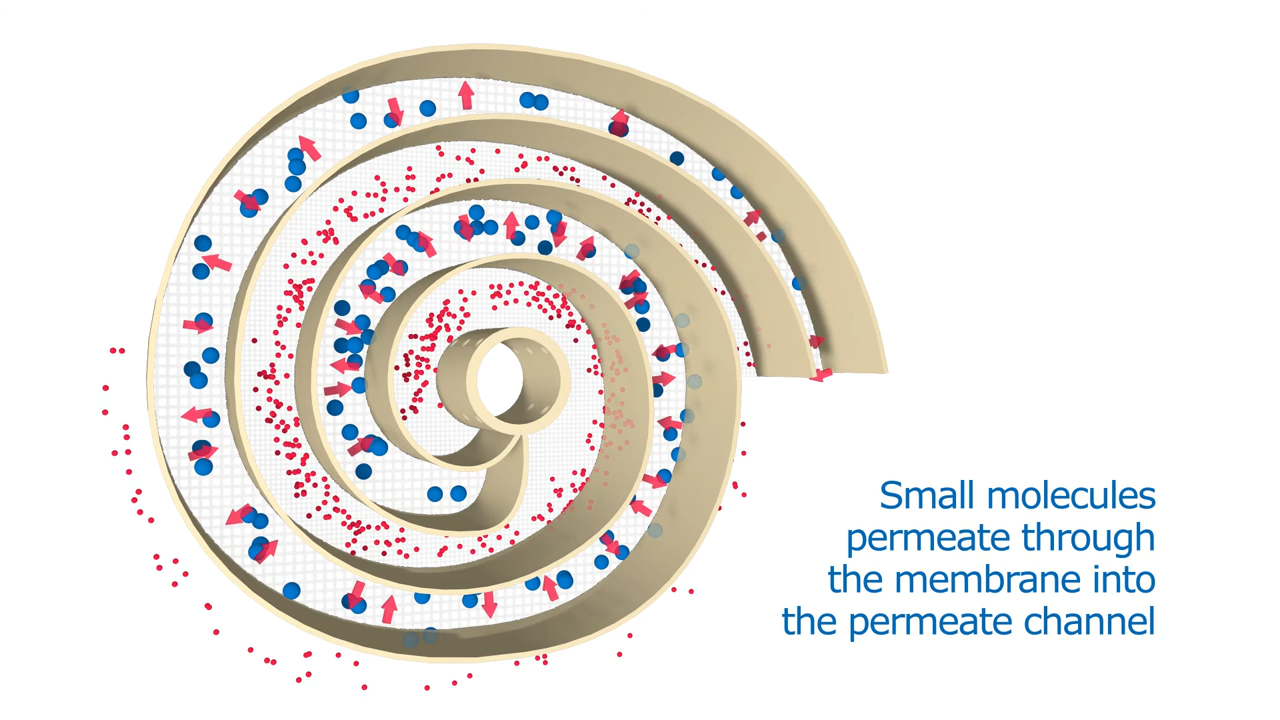 Small molecules
permeate through
the membrane into
the permeate channel